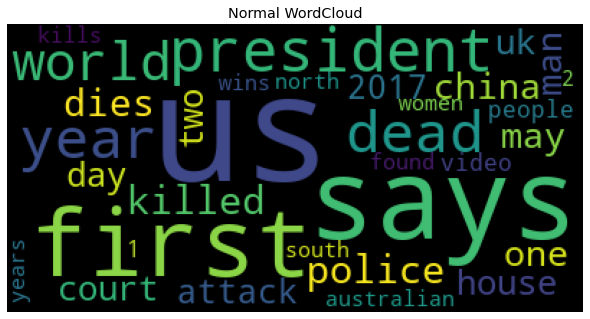 Normal WordCloud
kills
world
president
uk
man
us
wins
north
2017
china
2
dies
two
women
people
year
dead
may
day
found
video
killed
says
first
1
south
one
police
years
court
attack
australian
house